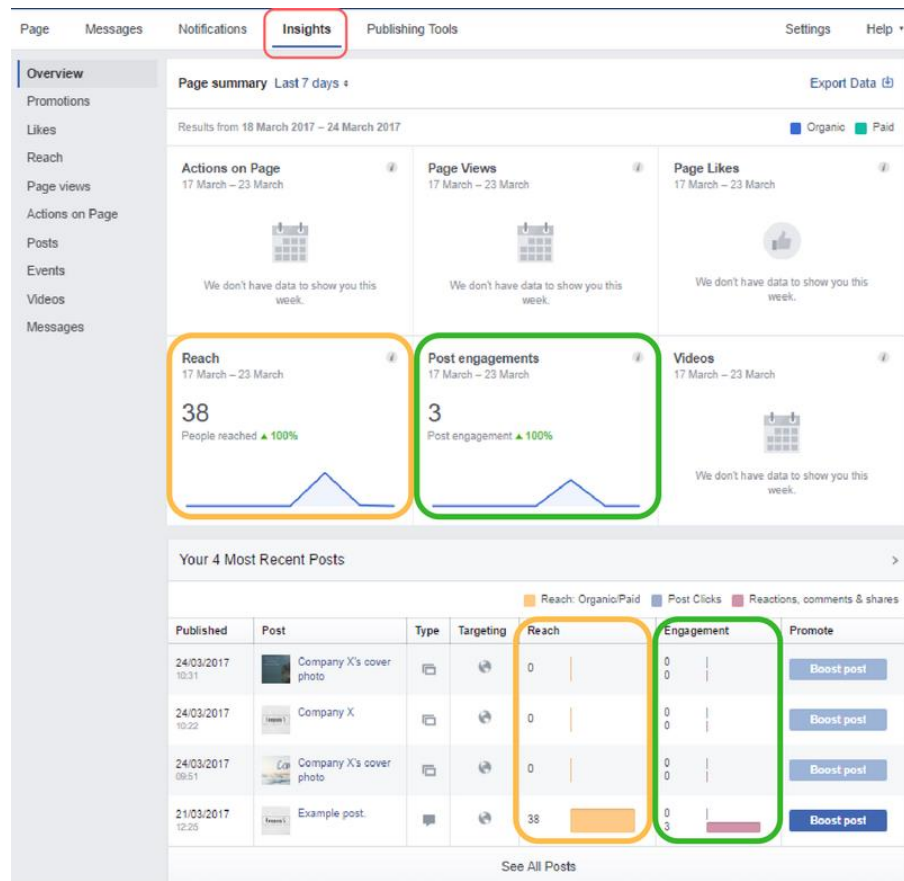 Page Messages Notifications Insights Publishing Tools Settings Help
Overview
Promotions
Likes
Reach
Page views
Actions on Page
Posts
Events
Videos
Messages
Page summary Last 7 days
Export Data
Results from 18 March 2017 – 24 March 2017
Organic Paid
Actions on Page
17 March – 23 March
We don't have data to show you this
week.
Page Views
17 March – 23 March
We don't have data to show you this
week.
Page Likes
17 March – 23 March
We don't have data to show you this
week.
Reach
17 March – 23 March
38
People reached ▲ 100%
Post engagements
17 March – 23 March
3
Post engagement ▲ 100%
Videos
17 March – 23 March
We don't have data to show you this
week.
Your 4 Most Recent Posts
Reach: Organic/Paid Post Clicks Reactions, comments & shares
Published Post Type Targeting Reach Engagement Promote
24/03/2017
10:31
Company X's cover
photo
0
0
0
Boost post
24/03/2017
10:22
Company X
0
0
0
Boost post
24/03/2017
09:51
Company X's cover
photo
0
0
0
Boost post
21/03/2017
12:25
Example post.
38
0
3
Boost post
See All Posts